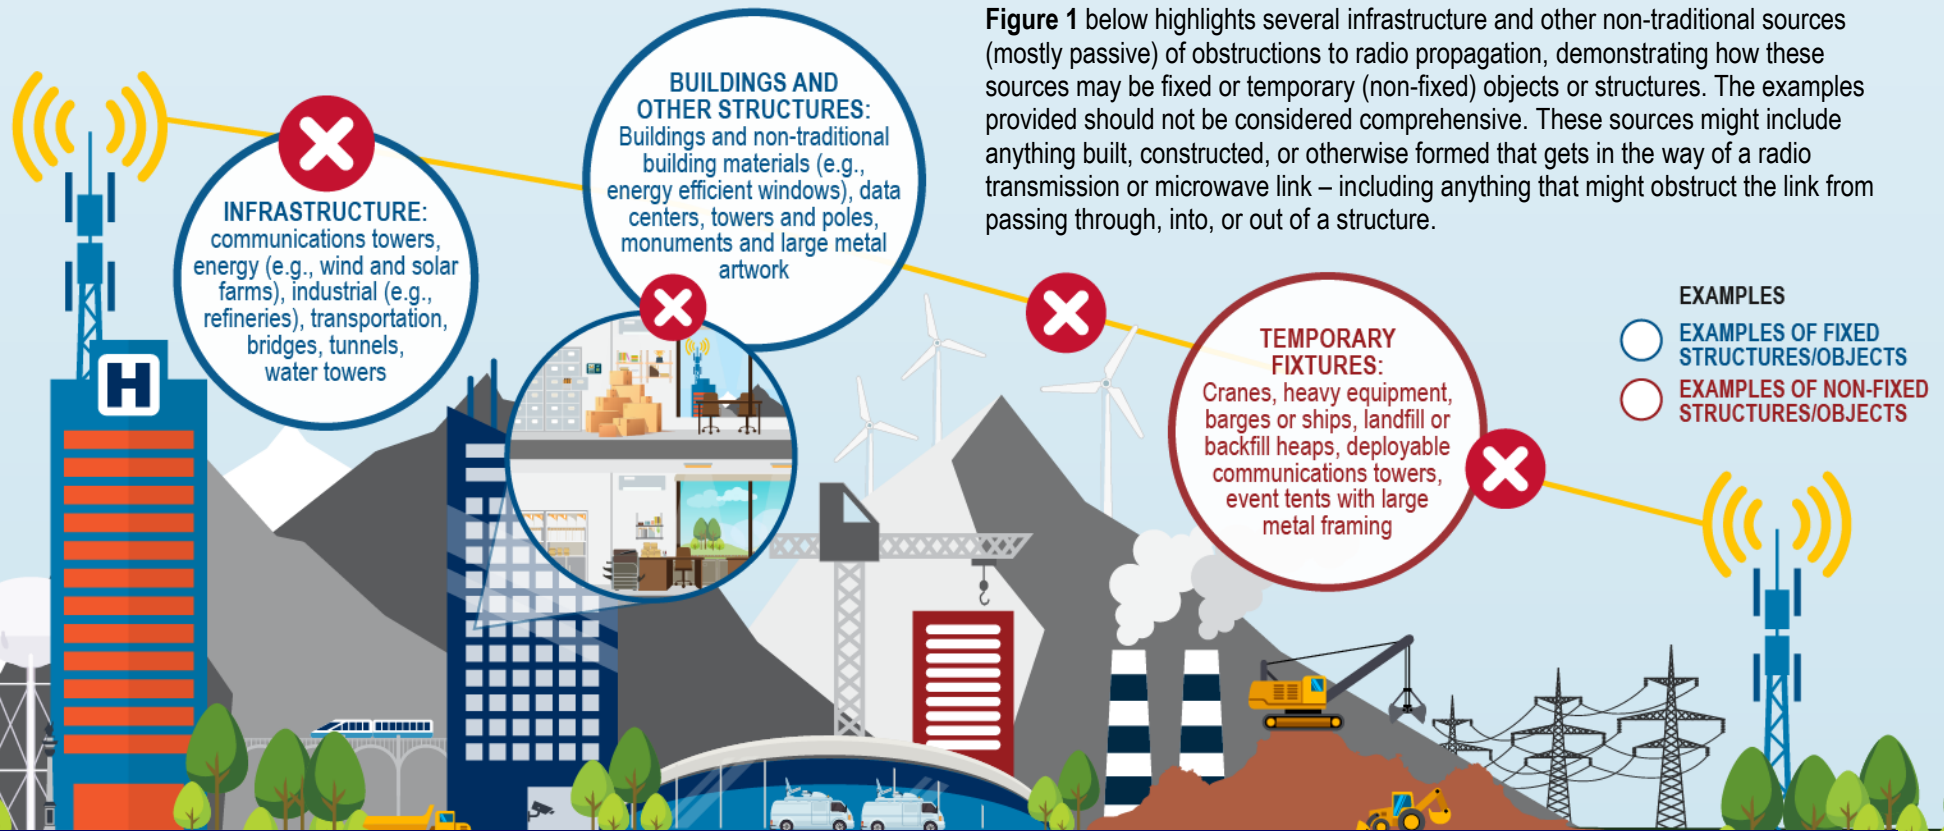 Figure 1 below highlights several infrastructure and other non-traditional sources
(mostly passive) of obstructions to radio propagation, demonstrating how these
sources may be fixed or temporary (non-fixed) objects or structures. The examples
provided should not be considered comprehensive. These sources might include
anything built, constructed, or otherwise formed that gets in the way of a radio
transmission or microwave link – including anything that might obstruct the link from
passing through, into, or out of a structure.
BUILDINGS AND
OTHER STRUCTURES:
Buildings and non-traditional
building materials (e.g.,
energy efficient windows), data
centers, towers and poles,
monuments and large metal
artwork
INFRASTRUCTURE:
communications towers,
energy (e.g., wind and solar
farms), industrial (e.g.,
refineries), transportation,
bridges, tunnels,
water towers
TEMPORARY
FIXTURES:
Cranes, heavy equipment,
barges or ships, landfill or
backfill heaps, deployable
communications towers,
event tents with large
metal framing
EXAMPLES
EXAMPLES OF FIXED
STRUCTURES/OBJECTS
EXAMPLES OF NON-FIXED
STRUCTURES/OBJECTS
H